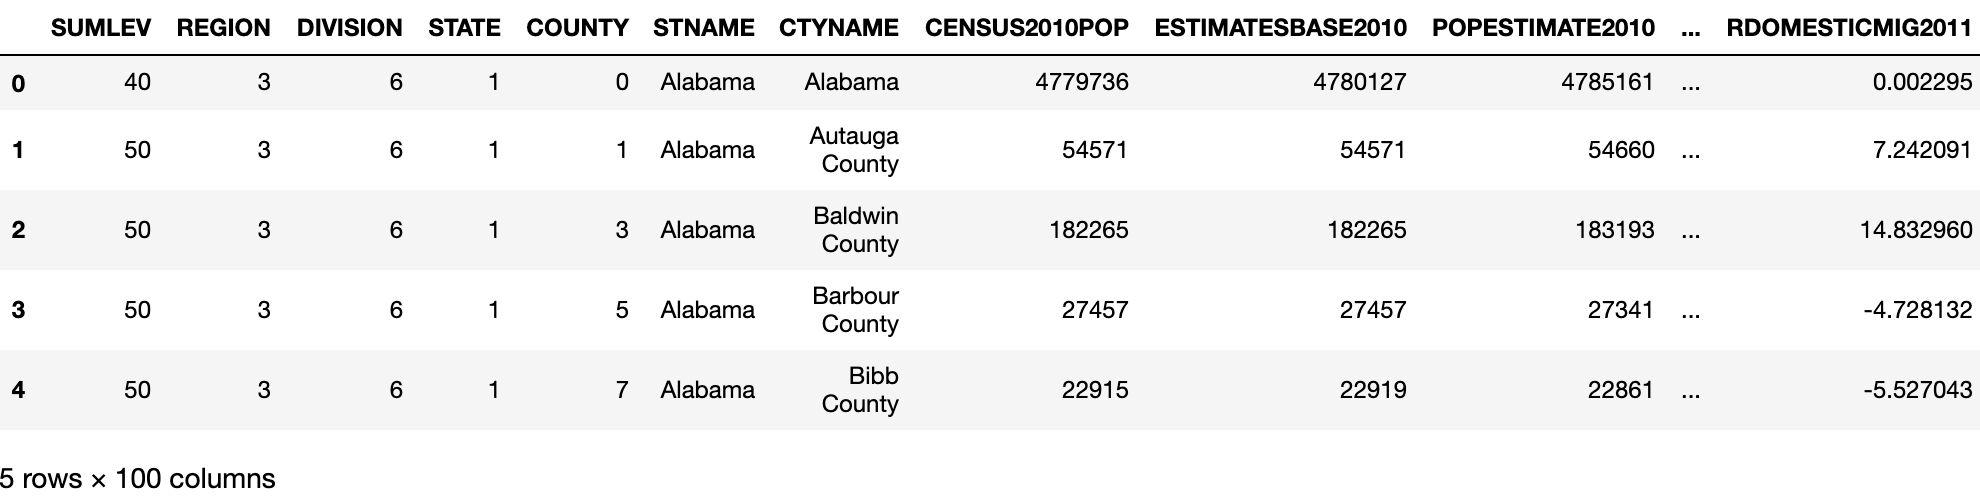 SUMLEV REGION DIVISION STATE COUNTY STNAME CTYNAME CENSUS2010POP ESTIMATESBASE2010 POPESTIMATE2010 ... RDOMESTICMIG2011
0 40 3 6 1 0 Alabama Alabama 4779736 4780127 4785161 ... 0.002295
1 50 3 6 1 1 Alabama Autauga County 54571 54571 54660 ... 7.242091
2 50 3 6 1 3 Alabama Baldwin County 182265 182265 183193 ... 14.832960
3 50 3 6 1 5 Alabama Barbour County 27457 27457 27341 ... -4.728132
4 50 3 6 1 7 Alabama Bibb County 22915 22919 22861 ... -5.527043
5 rows × 100 columns